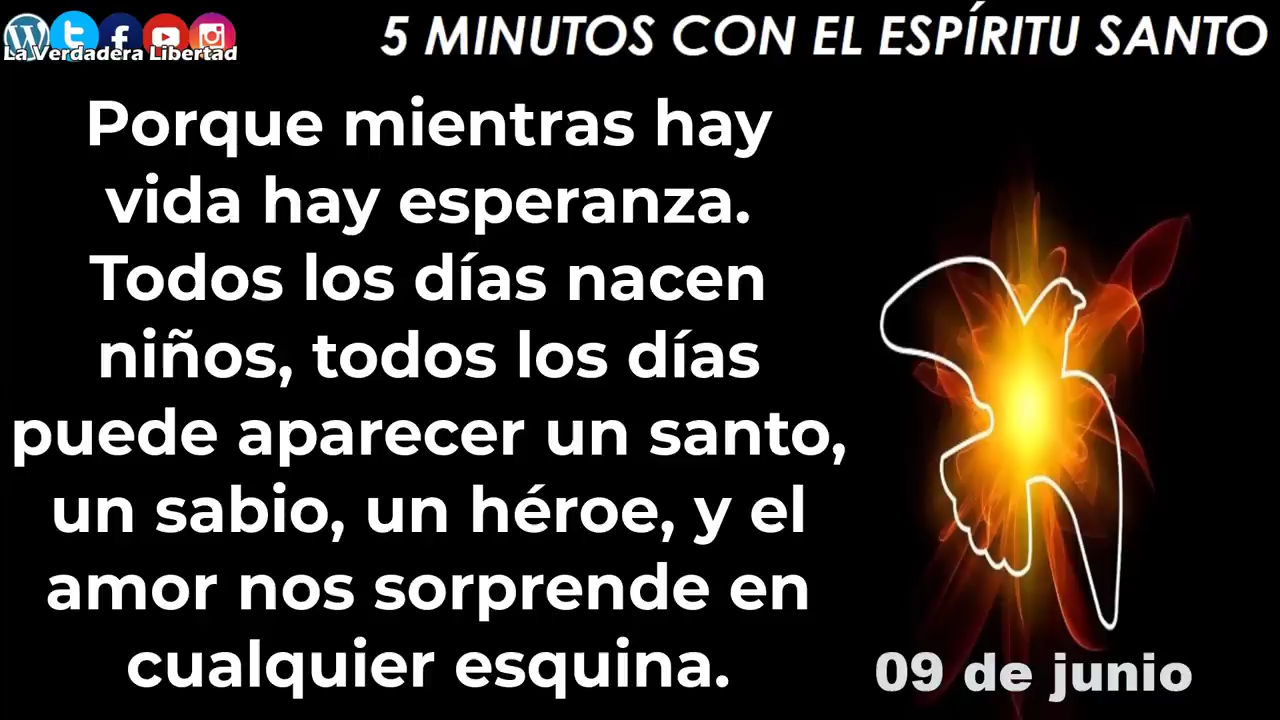 La Verdadera Libertad
5 MINUTOS CON EL ESPÍRITU SANTO
Porque mientras hay
vida hay esperanza.
Todos los días nacen
niños, todos los días
puede aparecer un santo,
un sabio, un héroe, y el
amor nos sorprende en
cualquier esquina.
09 de junio